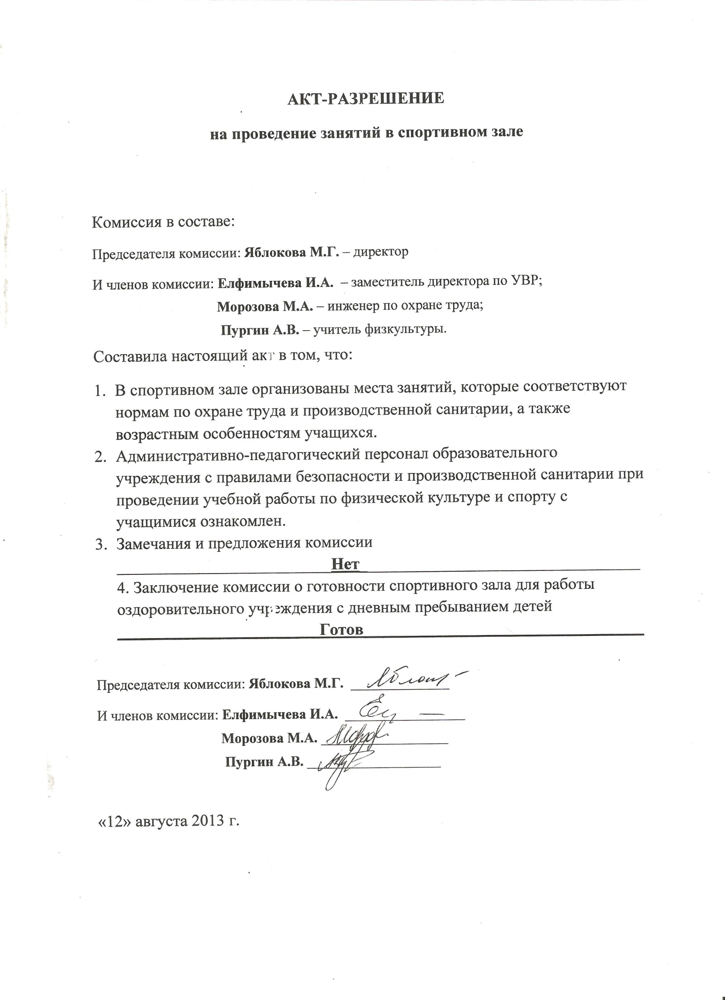 АКТ-РАЗРЕШЕНИЕ
на проведение занятий в спортивном зале
Комиссия в составе:
Председателя комиссии: Яблокова М.Г. – директор
И членов комиссии: Елфимычева И.А. – заместитель директора по УВР;
Морозова М.А. – инженер по охране труда;
Пургин А.В. – учитель физкультуры.
Составила настоящий акт в том, что:
1. В спортивном зале организованы места занятий, которые соответствуют
нормам по охране труда и производственной санитарии, а также
возрастным особенностям учащихся.
2. Административно-педагогический персонал образовательного
учреждения с правилами безопасности и производственной санитарии при
проведении учебной работы по физической культуре и спорту с
учащимися ознакомлен.
3. Замечания и предложения комиссии
Нет
4. Заключение комиссии о готовности спортивного зала для работы
оздоровительного учреждения с дневным пребыванием детей
Готов
Председателя комиссии: Яблокова М.Г.
И членов комиссии: Елфимычева И.А.
Морозова М.А.
Пургин А.В.
«12» августа 2013 г.